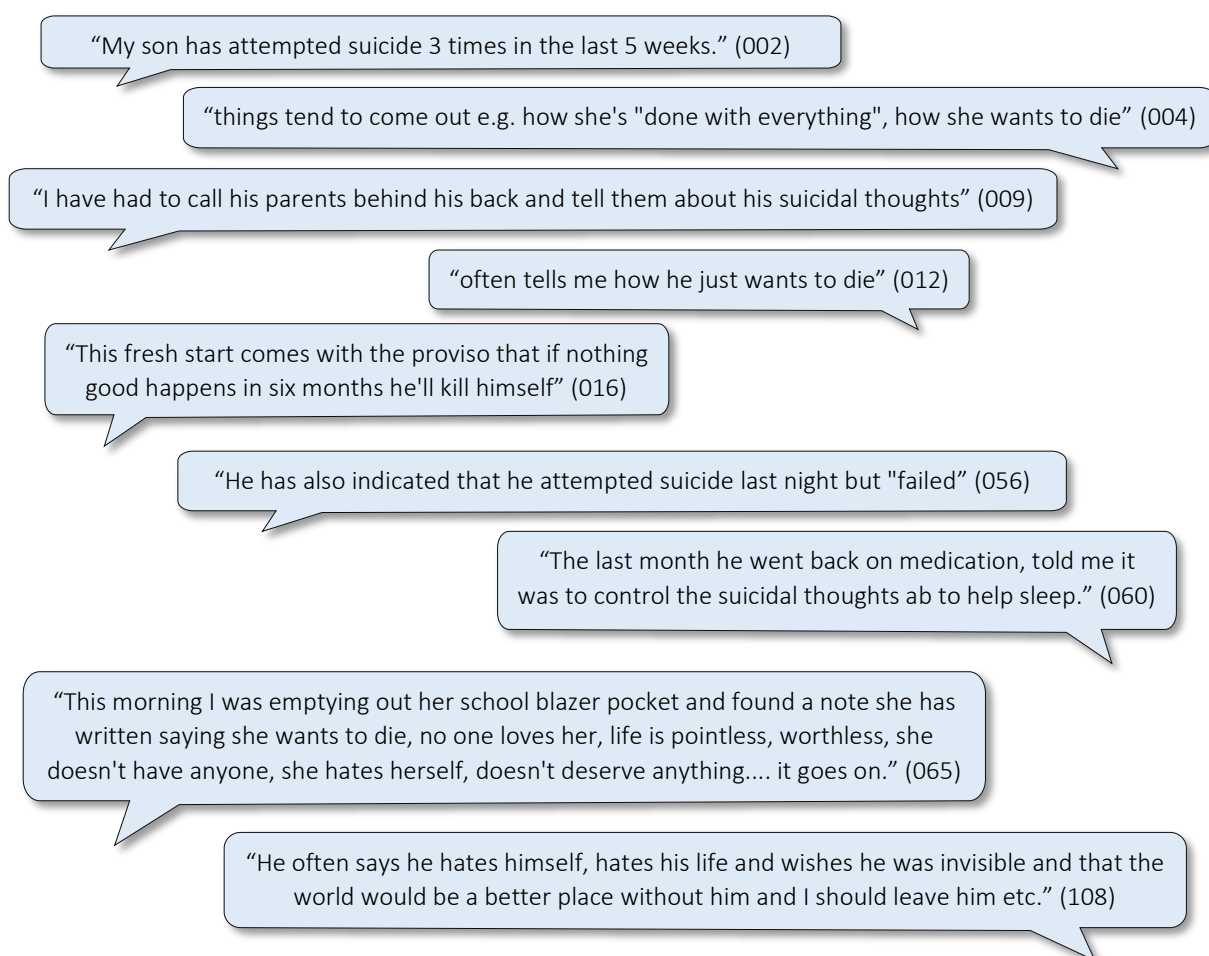 “My son has attempted suicide 3 times in the last 5 weeks.” (002)
“things tend to come out e.g. how she's "done with everything", how she wants to die” (004)
“I have had to call his parents behind his back and tell them about his suicidal thoughts” (009)
“often tells me how he just wants to die” (012)
“This fresh start comes with the proviso that if nothing
good happens in six months he'll kill himself” (016)
“He has also indicated that he attempted suicide last night but "failed” (056)
“The last month he went back on medication, told me it
was to control the suicidal thoughts ab to help sleep.” (060)
“This morning I was emptying out her school blazer pocket and found a note she has
written saying she wants to die, no one loves her, life is pointless, worthless, she
doesn't have anyone, she hates herself, doesn't deserve anything.... it goes on.” (065)
“He often says he hates himself, hates his life and wishes he was invisible and that the
world would be a better place without him and I should leave him etc.” (108)